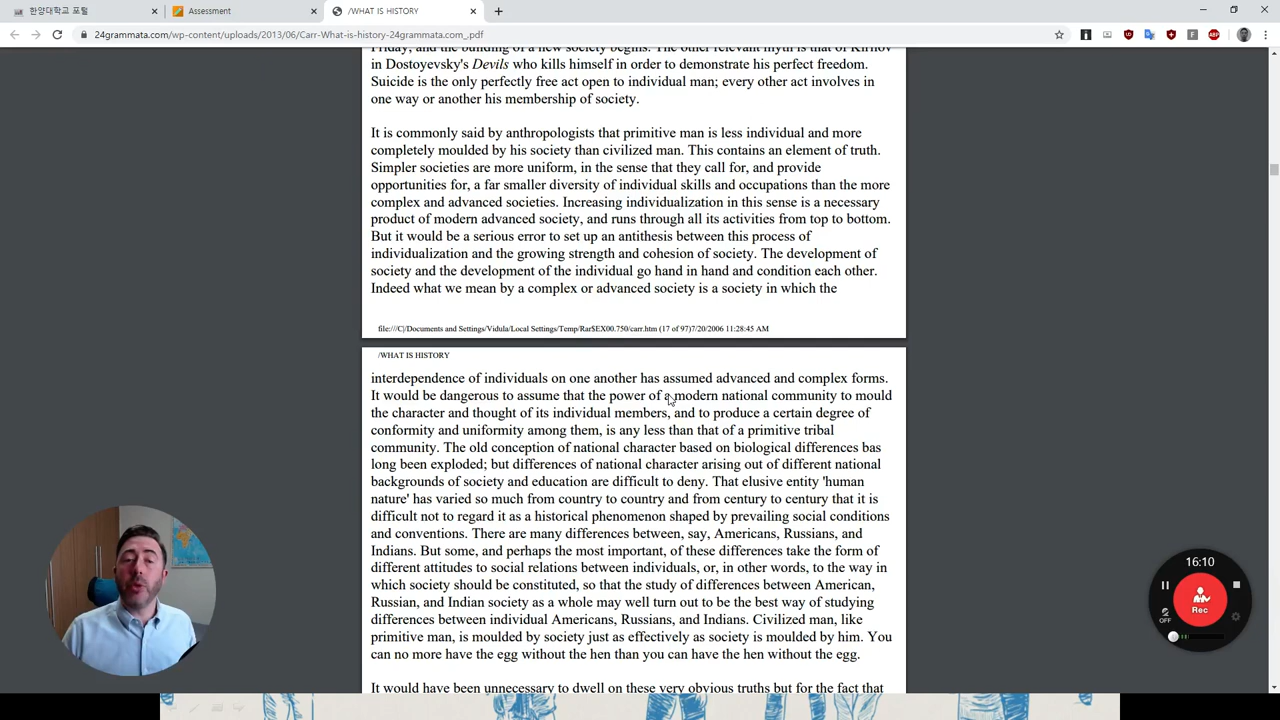 한양대학교 포털
Assessment
/WHAT IS HISTORY
24grammata.com/wp-content/uploads/2013/06/Carr-What-is-history-24grammata.com_.pdf
Friday, and the building of a new society begins. The other relevant myth is that of Kirilov
in Dostoyevsky's Devils who kills himself in order to demonstrate his perfect freedom.
Suicide is the only perfectly free act open to individual man; every other act involves in
one way or another his membership of society.
It is commonly said by anthropologists that primitive man is less individual and more
completely moulded by his society than civilized man. This contains an element of truth.
Simpler societies are more uniform, in the sense that they call for, and provide
opportunities for, a far smaller diversity of individual skills and occupations than the more
complex and advanced societies. Increasing individualization in this sense is a necessary
product of modern advanced society, and runs through all its activities from top to bottom.
But it would be a serious error to set up an antithesis between this process of
individualization and the growing strength and cohesion of society. The development of
society and the development of the individual go hand in hand and condition each other.
Indeed what we mean by a complex or advanced society is a society in which the
file:///C|/Documents and Settings/Vidula/Local Settings/Temp/Rar$EX00.750/carr.htm (17 of 97)7/20/2006 11:28:45 AM
/WHAT IS HISTORY
interdependence of individuals on one another has assumed advanced and complex forms.
It would be dangerous to assume that the power of a modern national community to mould
the character and thought of its individual members, and to produce a certain degree of
conformity and uniformity among them, is any less than that of a primitive tribal
community. The old conception of national character based on biological differences bas
long been exploded; but differences of national character arising out of different national
backgrounds of society and education are difficult to deny. That elusive entity 'human
nature' has varied so much from country to country and from century to century that it is
difficult not to regard it as a historical phenomenon shaped by prevailing social conditions
and conventions. There are many differences between, say, Americans, Russians, and
Indians. But some, and perhaps the most important, of these differences take the form of
different attitudes to social relations between individuals, or, in other words, to the way in
which society should be constituted, so that the study of differences between American,
Russian, and Indian society as a whole may well turn out to be the best way of studying
differences between individual Americans, Russians, and Indians. Civilized man, like
primitive man, is moulded by society just as effectively as society is moulded by him. You
can no more have the egg without the hen than you can have the hen without the egg.
It would have been unnecessary to dwell on these very obvious truths but for the fact that
16:10
Rec
OFF
ABP